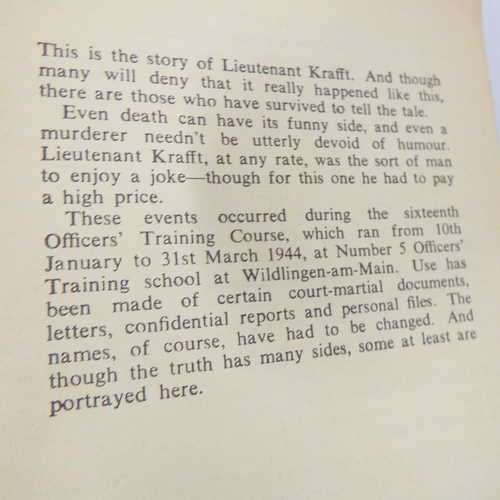 This is the story of Lieutenant Krafft. And though
many will deny that it really happened like this,
there are those who have survived to tell the tale.
Even death can have its funny side, and even a
murderer needn't be utterly devoid of humour.
Lieutenant Krafft, at any rate, was the sort of man
to enjoy a joke—though for this one he had to pay
a high price.
These events occurred during the sixteenth
Officers' Training Course, which ran from 10th
January to 31st March 1944, at Number 5 Officers'
Training school at Wildlingen-am-Main. Use has
been made of certain court-martial documents,
letters, confidential reports and personal files. The
names, of course, have had to be changed. And
though the truth has many sides, some at least are
portrayed here.